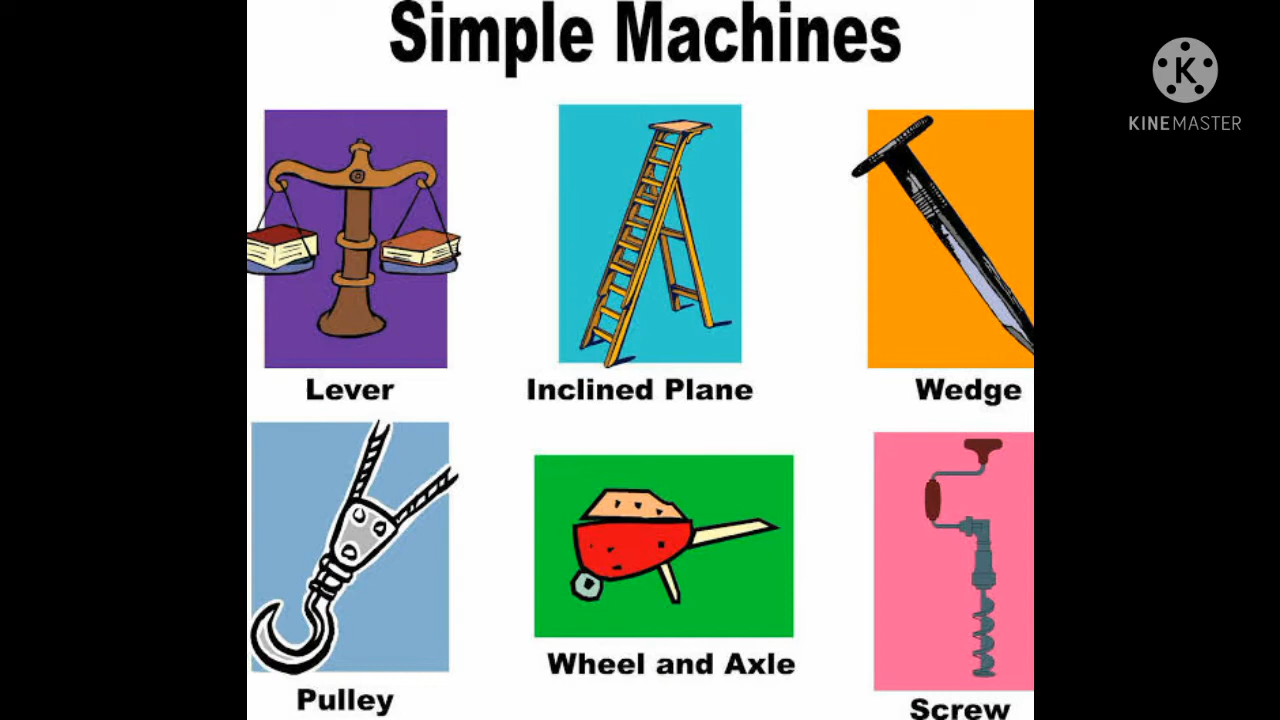 Simple Machines
K
KINEMASTER
Lever
Inclined Plane
Wedge
Pulley
Wheel and Axle
Screw